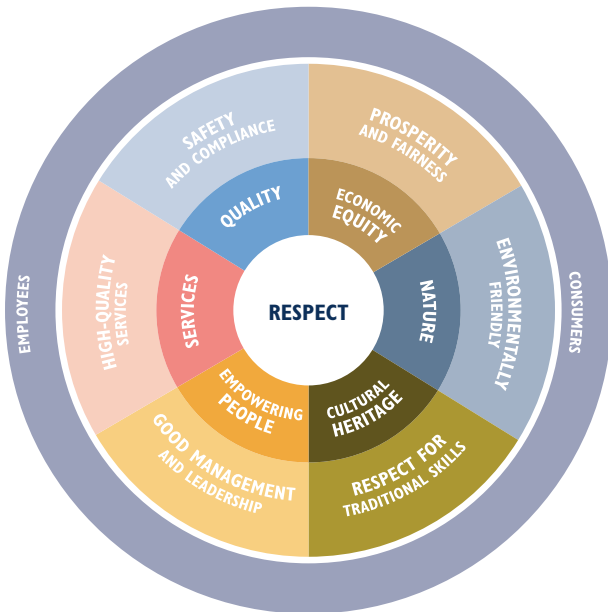 SAFETY
AND COMPLIANCE
PROSPERITY
AND FAIRNESS
QUALITY
ECONOMIC
EQUITY
EMPLOYEES
HIGH-QUALITY
SERVICES
SERVICES
RESPECT
NATURE
ENVIRONMENTALLY
FRIENDLY
CONSUMERS
EMPOWERING
PEOPLE
CULTURAL
HERITAGE
GOOD MANAGEMENT
AND LEADERSHIP
RESPECT FOR
TRADITIONAL SKILLS